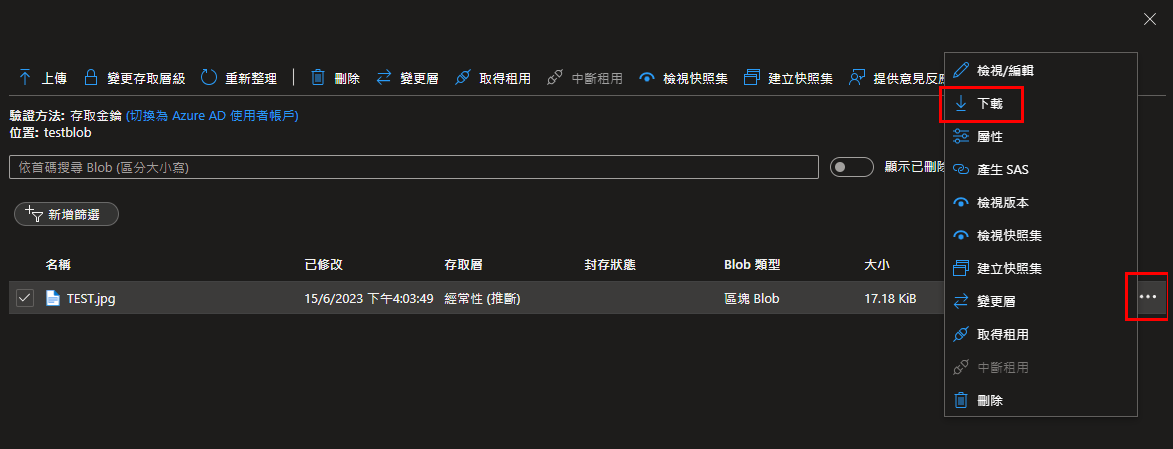 上傳 變更存取層級 重新整理 刪除 變更層 取得租用 中斷租用 檢視快照集 建立快照集 提供意見反應
驗證方法: 存取金鑰 (切換為 Azure AD 使用者帳戶)
位置: testblob
依首碼搜尋 Blob (區分大小寫) 顯示已刪除
新增篩選
名稱 已修改 存取層 封存狀態 Blob 類型 大小
TEST.jpg 15/6/2023 下午4:03:49 經常性 (推斷) 區塊 Blob 17.18 KiB
檢視/編輯
下載
屬性
產生 SAS
檢視版本
檢視快照集
建立快照集
變更層
取得租用
中斷租用
刪除